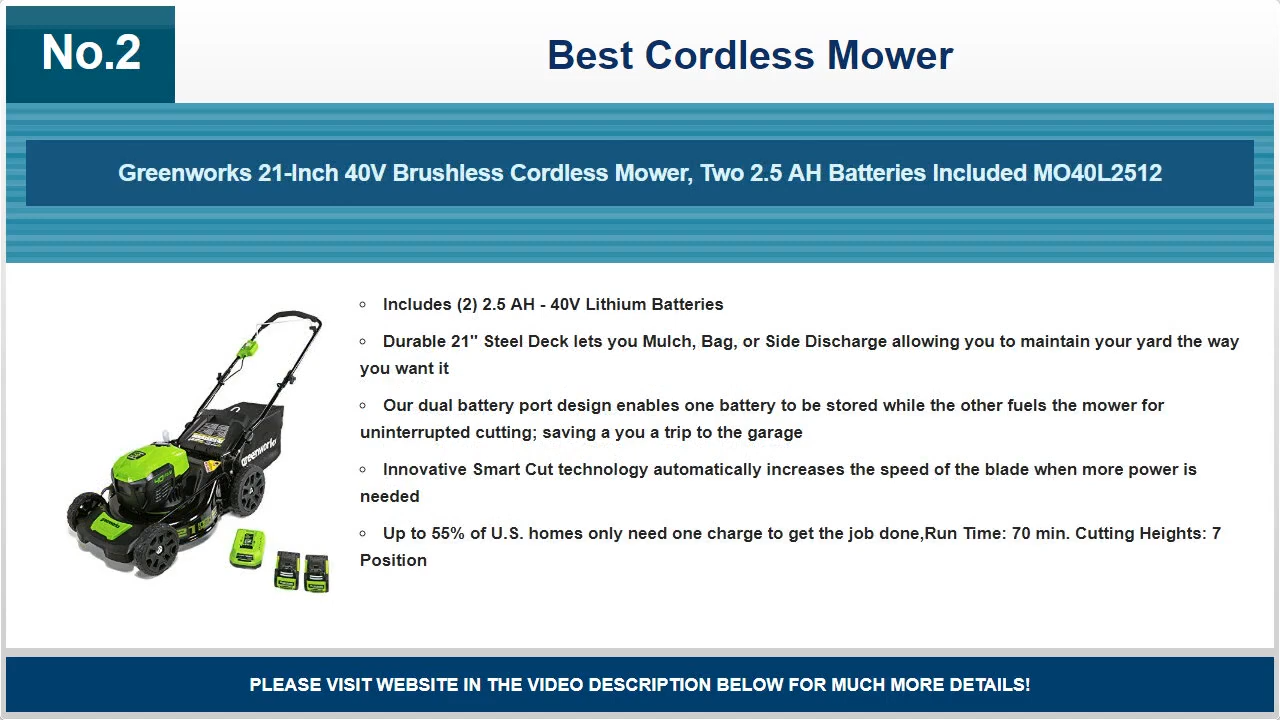 No.2
Best Cordless Mower
Greenworks 21-Inch 40V Brushless Cordless Mower, Two 2.5 AH Batteries Included MO40L2512
Includes (2) 2.5 AH - 40V Lithium Batteries
Durable 21" Steel Deck lets you Mulch, Bag, or Side Discharge allowing you to maintain your yard the way
you want it
Our dual battery port design enables one battery to be stored while the other fuels the mower for
uninterrupted cutting; saving a you a trip to the garage
Innovative Smart Cut technology automatically increases the speed of the blade when more power is
needed
Up to 55% of U.S. homes only need one charge to get the job done,Run Time: 70 min. Cutting Heights: 7
Position
greenworks
40
21
PLEASE VISIT WEBSITE IN THE VIDEO DESCRIPTION BELOW FOR MUCH MORE DETAILS!